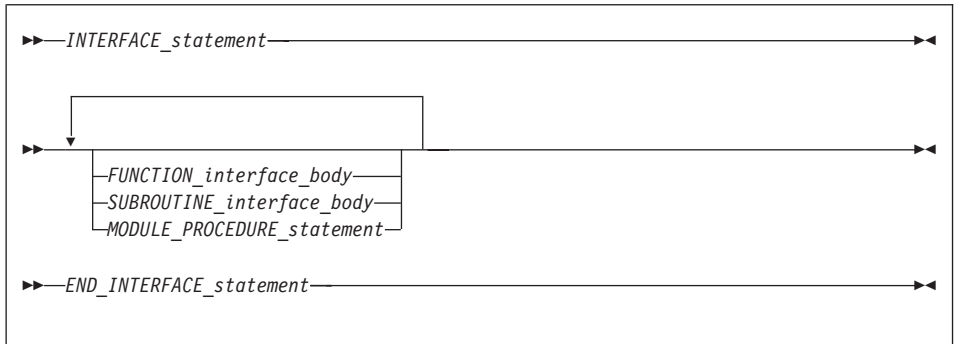 INTERFACE_statement
FUNCTION_interface_body
SUBROUTINE_interface_body
MODULE_PROCEDURE_statement
END_INTERFACE_statement